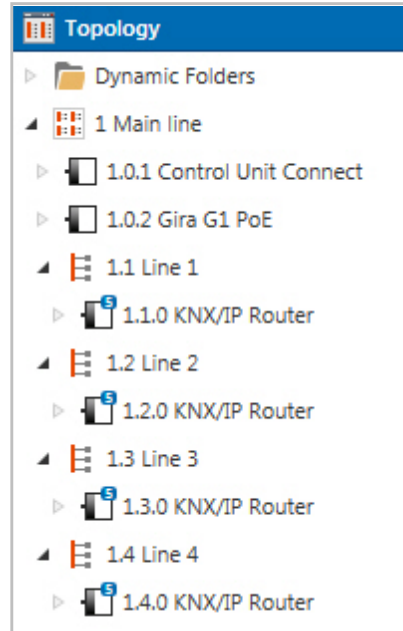 Topology
Dynamic Folders
1 Main line
1.0.1 Control Unit Connect
1.0.2 Gira G1 PoE
1.1 Line 1
S
1.1.0 KNX/IP Router
1.2 Line 2
S
1.2.0 KNX/IP Router
1.3 Line 3
S
1.3.0 KNX/IP Router
1.4 Line 4
S
1.4.0 KNX/IP Router